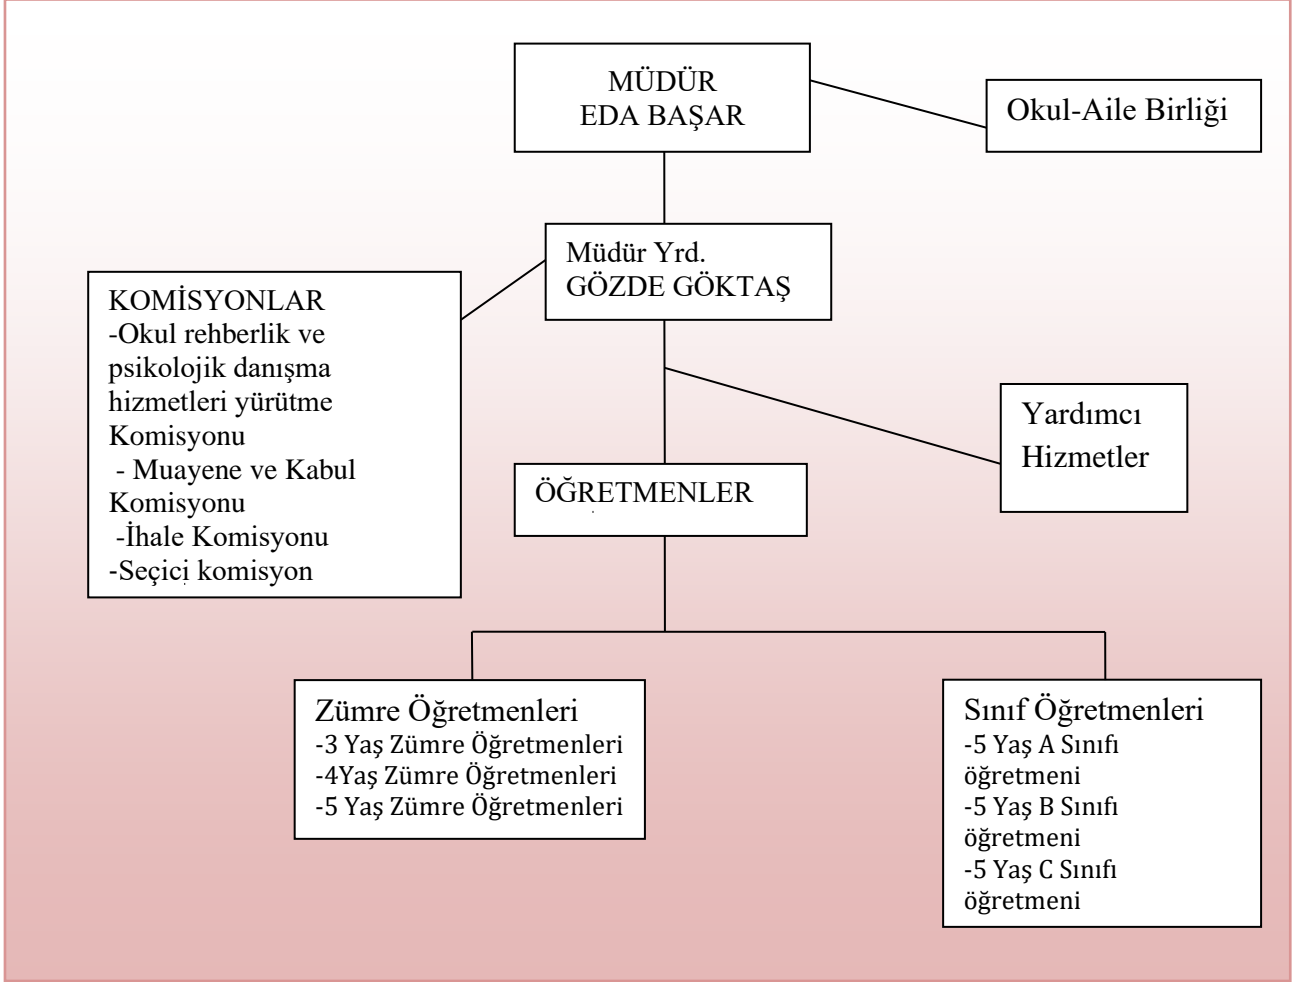 MÜDÜR
EDA BAŞAR
Okul-Aile Birliği
Müdür Yrd.
GÖZDE GÖKTAŞ
KOMİSYONLAR
-Okul rehberlik ve
psikolojik danışma
hizmetleri yürütme
Komisyonu
- Muayene ve Kabul
Komisyonu
-İhale Komisyonu
-Seçici komisyon
Yardımcı
Hizmetler
ÖĞRETMENLER
Zümre Öğretmenleri
-3 Yaş Zümre Öğretmenleri
-4Yaş Zümre Öğretmenleri
-5 Yaş Zümre Öğretmenleri
Sınıf Öğretmenleri
-5 Yaş A Sınıfı
öğretmeni
-5 Yaş B Sınıfı
öğretmeni
-5 Yaş C Sınıfı
öğretmeni